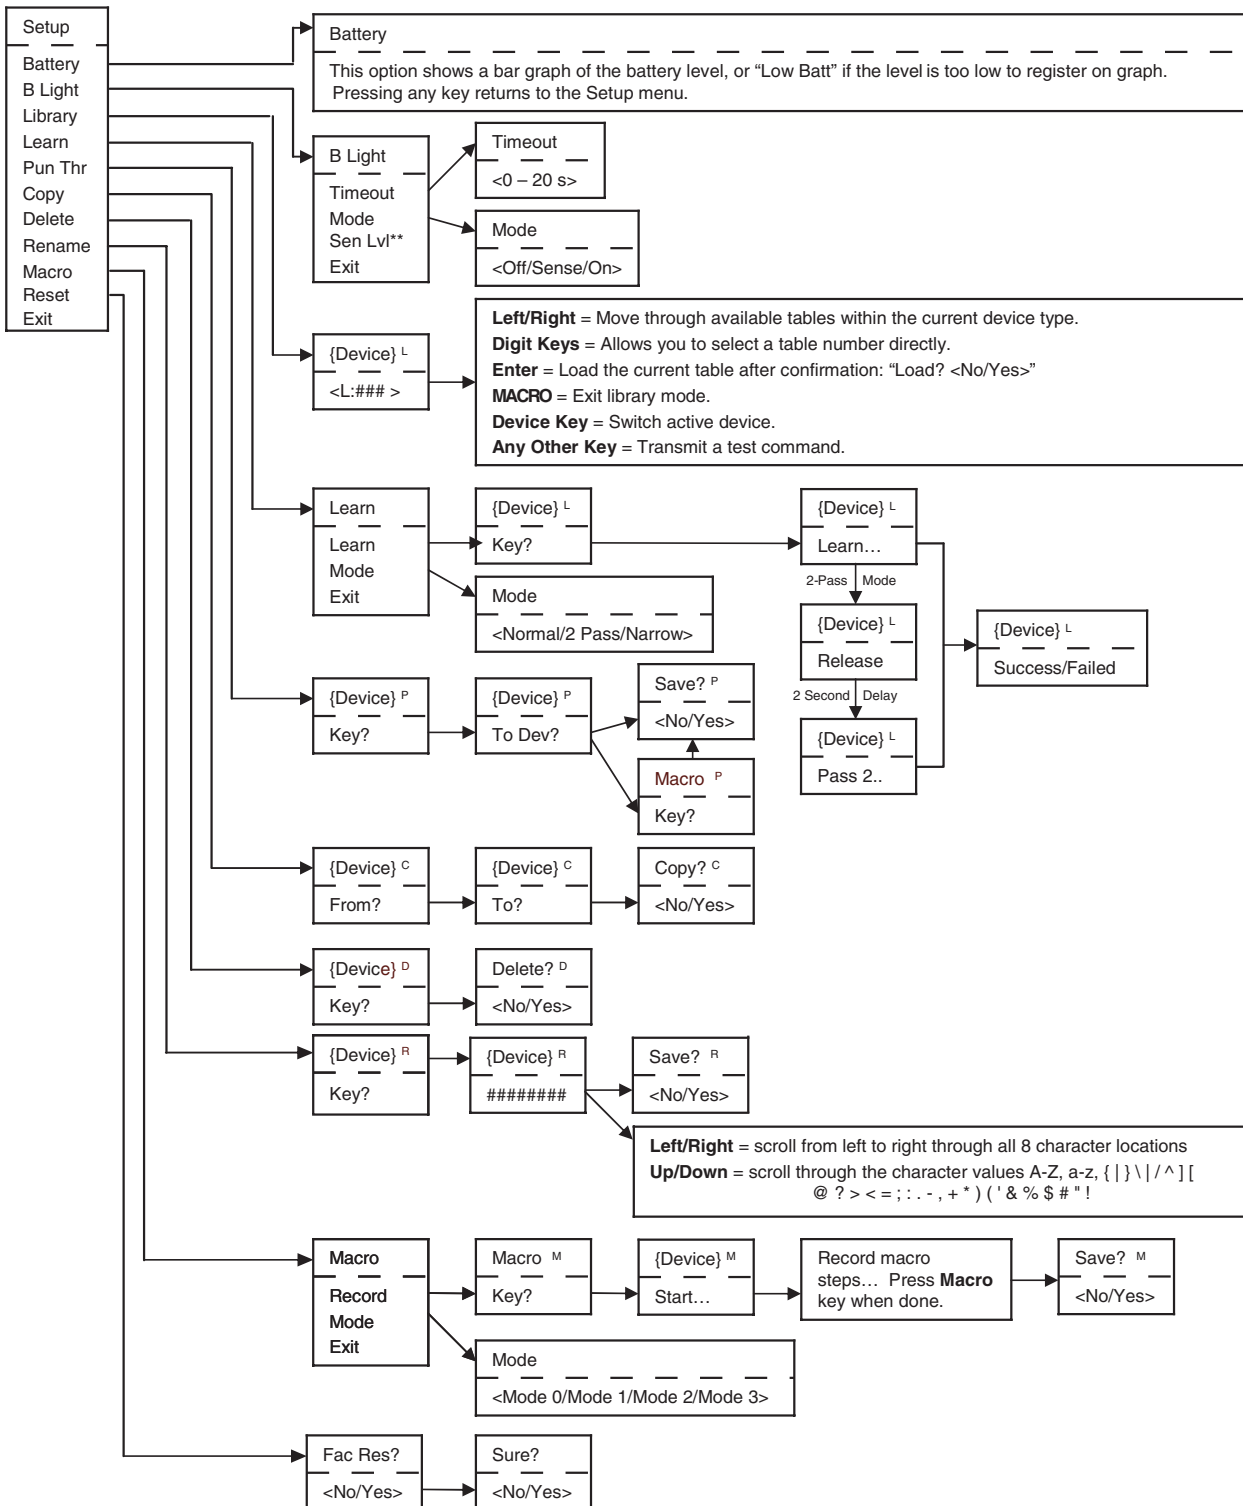 Setup
Battery
B Light
Library
Learn
Pun Thr
Copy
Delete
Rename
Macro
Reset
Exit
Battery
This option shows a bar graph of the battery level, or “Low Batt” if the level is too low to register on graph.
Pressing any key returns to the Setup menu.
B Light
Timeout
Mode
Sen Lvl**
Exit
Timeout
<0 – 20 s>
Mode
<Off/Sense/On>
{Device} L
<L:### >
Left/Right = Move through available tables within the current device type.
Digit Keys = Allows you to select a table number directly.
Enter = Load the current table after confirmation: “Load? <No/Yes>”
MACRO = Exit library mode.
Device Key = Switch active device.
Any Other Key = Transmit a test command.
Learn
Learn
Mode
Exit
{Device} L
Key?
Mode
<Normal/2 Pass/Narrow>
{Device} L
Learn…
2-Pass Mode
{Device} L
Release
2 Second Delay
{Device} L
Pass 2..
{Device} L
Success/Failed
{Device} P
Key?
{Device} P
To Dev?
Save? P
<No/Yes>
Macro P
Key?
{Device} C
From?
{Device} C
To?
Copy? C
<No/Yes>
{Device} D
Key?
Delete? D
<No/Yes>
{Device} R
Key?
{Device} R
########
Save? R
<No/Yes>
Left/Right = scroll from left to right through all 8 character locations
Up/Down = scroll through the character values A-Z, a-z, { | } \ | / ^ ] [
@ ? > < = ; : . - , + * ) ( ' & % $ # " !
Macro
Record
Mode
Exit
Macro M
Key?
{Device} M
Start…
Record macro
steps… Press Macro
key when done.
Save? M
<No/Yes>
Mode
<Mode 0/Mode 1/Mode 2/Mode 3>
Fac Res?
<No/Yes>
Sure?
<No/Yes>